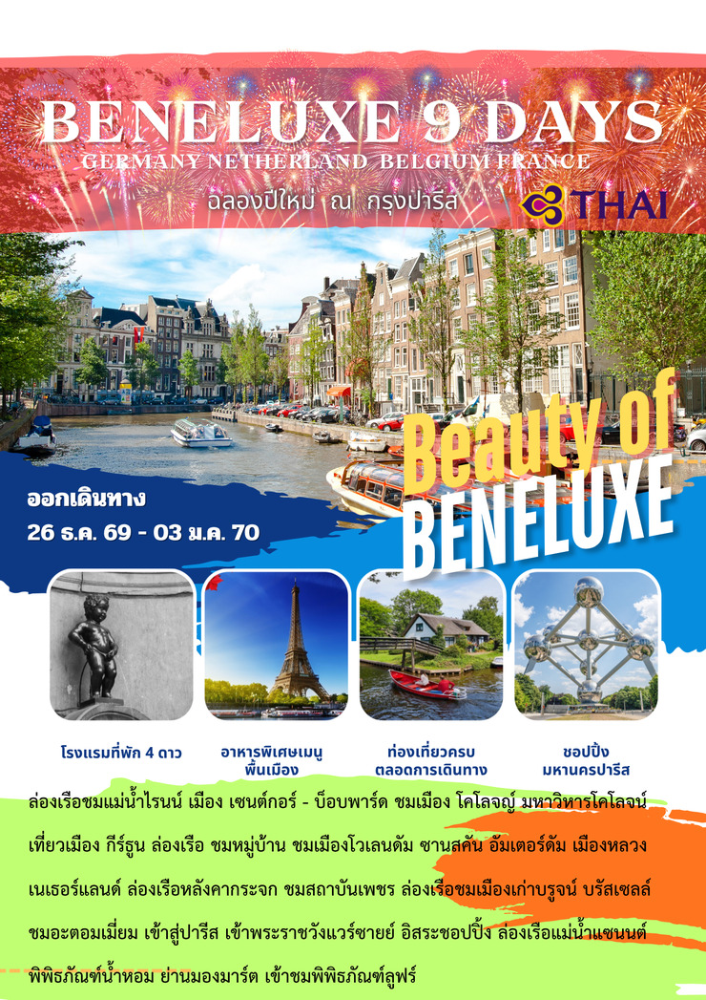 BENELUXE 9 DAYS
GERMANY NETHERLAND BELGIUM FRANCE
ฉลองปีใหม่ ณ กรุงปารีส
THAI
Beauty of
BENELUXE
ออกเดินทาง
26 ธ.ค. 69 - 03 ม.ค. 70
โรงแรมที่พัก 4 ดาว
อาหารพิเศษเมนู
พื้นเมือง
ท่องเที่ยวครบ
ตลอดการเดินทาง
ชอปปิ้ง
มหานครปารีส
ล่องเรือชมแม่น้ำไรนน์ เมือง เซนต์กอร์ - บ็อบพาร์ด ชมเมือง โคโลจญ์ มหาวิหารโคโลจน์
เที่ยวเมือง กีร์ธูน ล่องเรือ ชมหมู่บ้าน ชมเมืองโวเลนดัม ซานสคัน อัมเตอร์ดัม เมืองหลวง
เนเธอร์แลนด์ ล่องเรือหลังคากระจก ชมสถาบันเพชร ล่องเรือชมเมืองเก่าบรูจน์ บรัสเซลล์
ชมอะตอมเมี่ยม เข้าสู่ปารีส เข้าพระราชวังแวร์ซายย์ อิสระชอปปิ้ง ล่องเรือแม่น้ำแซนนต์
พิพิธภัณฑ์น้ำหอม ย่านมองมาร์ต เข้าชมพิพิธภัณฑ์ลูฟร์